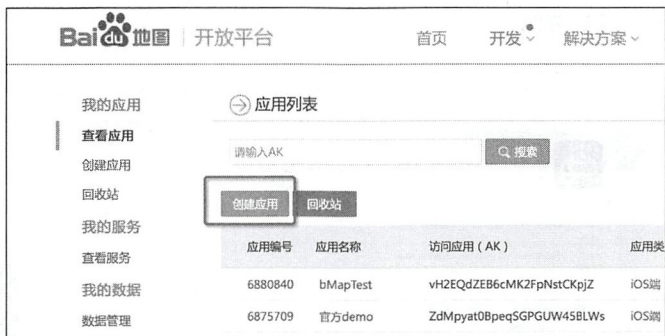 Bai du 地图 开放平台 首页 开发 解决方案
我的应用
查看应用
创建应用
回收站
我的服务
查看服务
我的数据
数据管理
应用列表
请输入AK 搜索
创建应用 回收站
应用编号 应用名称 访问应用（AK） 应用类
6880840 bMapTest vH2EQdZEB6cMK2FpNstCKpjZ iOS端
6875709 官方demo ZdMpyat0BpeqSGPGUW45BLWs iOS端